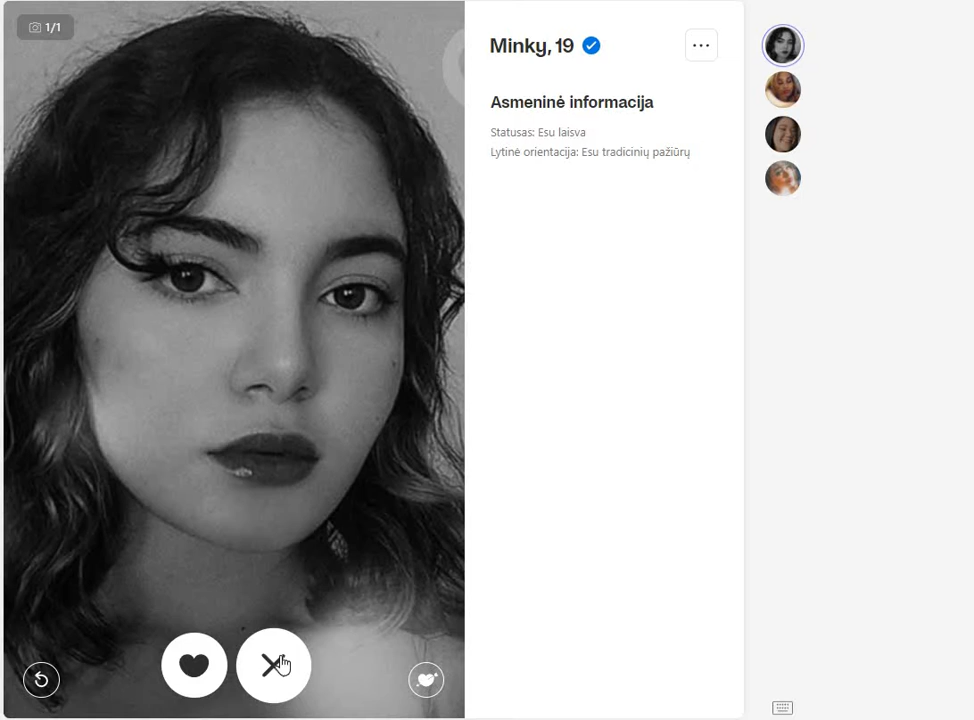 1/1
Minky, 19
Asmeninė informacija
Statusas: Esu laisva
Lytinė orientacija: Esu tradicinių pažiūrų